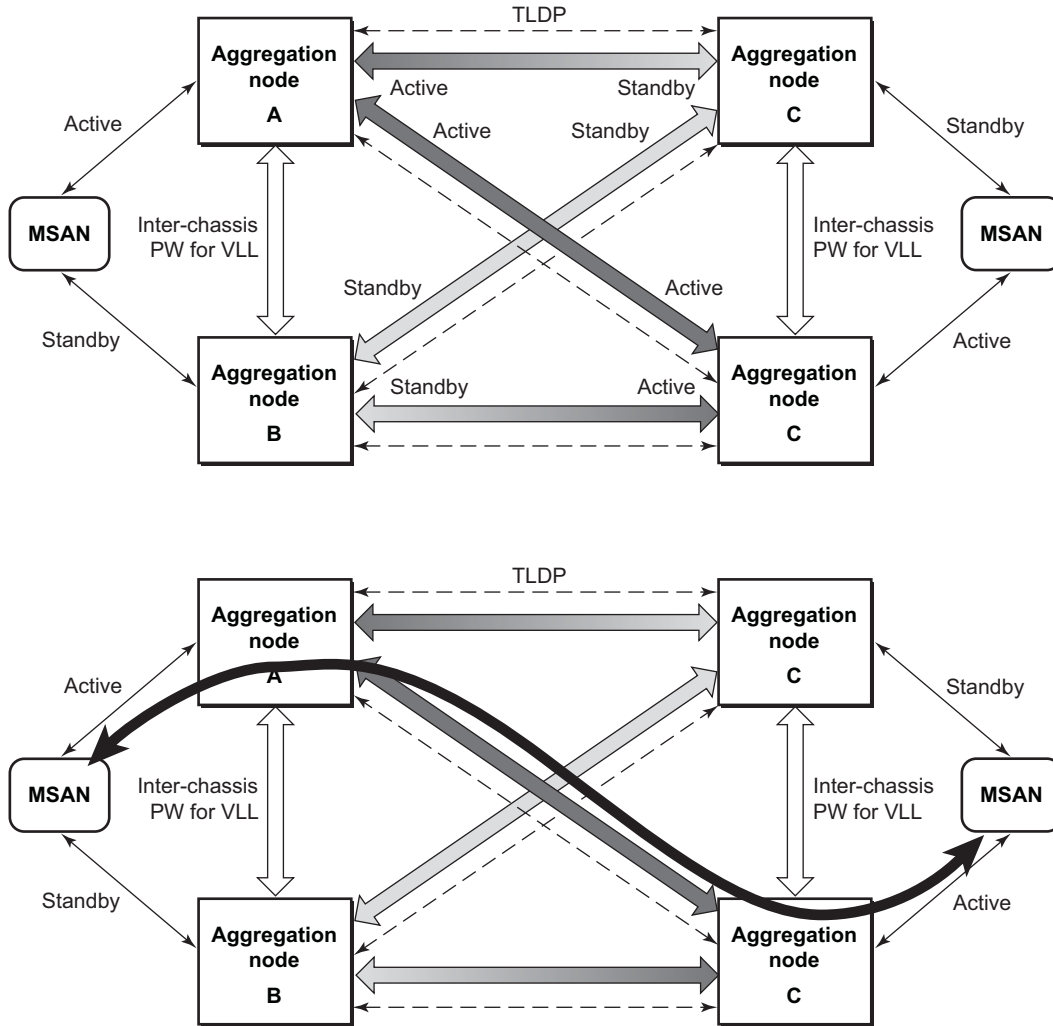 TLDP
Aggregation
node
A
Aggregation
node
C
Active
Standby
Active
Standby
Active
Standby
MSAN
Inter-chassis
PW for VLL
Inter-chassis
PW for VLL
MSAN
Standby
Active
Standby
Active
Standby
Active
Aggregation
node
B
Aggregation
node
C
TLDP
Aggregation
node
A
Aggregation
node
C
Active
Standby
MSAN
Inter-chassis
PW for VLL
Inter-chassis
PW for VLL
MSAN
Standby
Active
Aggregation
node
B
Aggregation
node
C